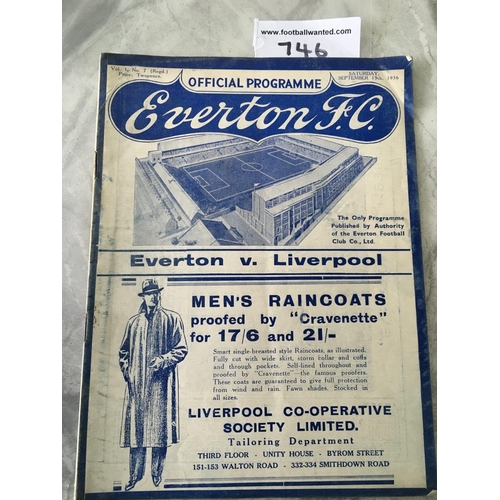 www.footballwanted.com
746
Vol. 1, No. 7 (Regd.)
Price, Twopence.
OFFICIAL PROGRAMME
SATURDAY,
SEPTEMBER 19th, 1936
Everton F.C.
The Only Programme
Published by Authority
of the Everton Football
Club Co., Ltd.
Everton v. Liverpool
MEN'S RAINCOATS
proofed by "Cravenette"
for 17/6 and 21/-
Smart single-breasted style Raincoats, as illustrated.
Fully cut with wide skirt, storm collar and cuffs
and through pockets. Self-lined throughout and
proofed by "Cravenette"—the famous proofers.
These coats are guaranteed to give full protection
from wind and rain. Fawn shades. Stocked in
all sizes.
LIVERPOOL CO-OPERATIVE
SOCIETY LIMITED.
Tailoring Department
THIRD FLOOR - UNITY HOUSE - BYROM STREET
151-153 WALTON ROAD - 332-334 SMITHDOWN ROAD